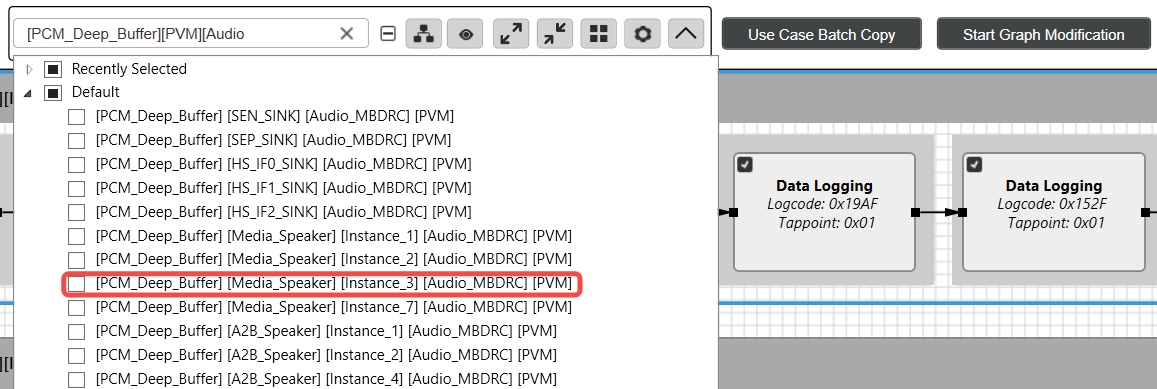 [PCM_Deep_Buffer][PVM][Audio
Use Case Batch Copy
Start Graph Modification
Recently Selected
Default
[PCM_Deep_Buffer] [SEN_SINK] [Audio_MBDRC] [PVM]
[PCM_Deep_Buffer] [SEP_SINK] [Audio_MBDRC] [PVM]
[PCM_Deep_Buffer] [HS_IF0_SINK] [Audio_MBDRC] [PVM]
[PCM_Deep_Buffer] [HS_IF1_SINK] [Audio_MBDRC] [PVM]
[PCM_Deep_Buffer] [HS_IF2_SINK] [Audio_MBDRC] [PVM]
[PCM_Deep_Buffer] [Media_Speaker] [Instance_1] [Audio_MBDRC] [PVM]
[PCM_Deep_Buffer] [Media_Speaker] [Instance_2] [Audio_MBDRC] [PVM]
[PCM_Deep_Buffer] [Media_Speaker] [Instance_3] [Audio_MBDRC] [PVM]
[PCM_Deep_Buffer] [Media_Speaker] [Instance_7] [Audio_MBDRC] [PVM]
[PCM_Deep_Buffer] [A2B_Speaker] [Instance_1] [Audio_MBDRC] [PVM]
[PCM_Deep_Buffer] [A2B_Speaker] [Instance_2] [Audio_MBDRC] [PVM]
[PCM_Deep_Buffer] [A2B_Speaker] [Instance_4] [Audio_MBDRC] [PVM]
Data Logging
Logcode: 0x19AF
Tappoint: 0x01
Data Logging
Logcode: 0x152F
Tappoint: 0x01